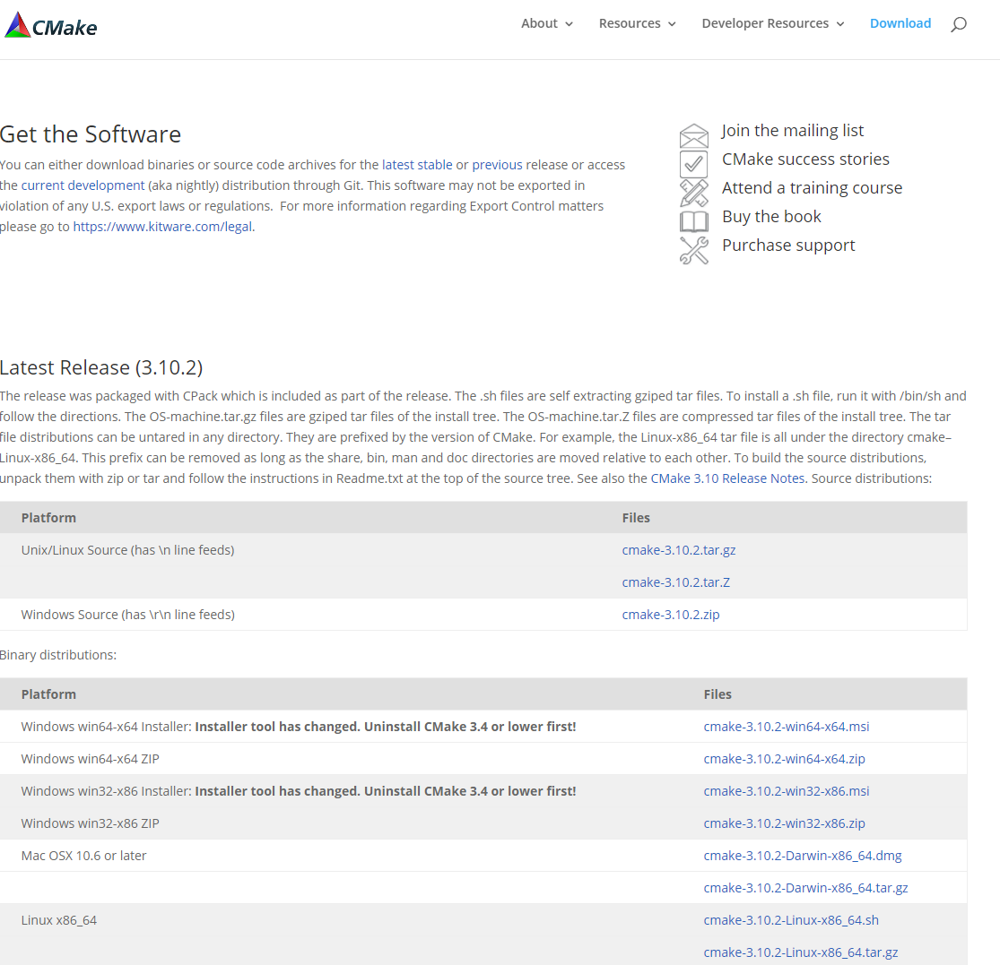 CMake
About
Resources
Developer Resources
Download
Get the Software
You can either download binaries or source code archives for the latest stable or previous release or access
the current development (aka nightly) distribution through Git. This software may not be exported in
violation of any U.S. export laws or regulations.  For more information regarding Export Control matters
please go to https://www.kitware.com/legal.
Join the mailing list
CMake success stories
Attend a training course
Buy the book
Purchase support
Latest Release (3.10.2)
The release was packaged with CPack which is included as part of the release. The .sh files are self extracting gziped tar files. To install a .sh file, run it with /bin/sh and
follow the directions. The OS-machine.tar.gz files are gziped tar files of the install tree. The OS-machine.tar.Z files are compressed tar files of the install tree. The tar
file distributions can be untared in any directory. They are prefixed by the version of CMake. For example, the Linux-x86_64 tar file is all under the directory cmake–
Linux-x86_64. This prefix can be removed as long as the share, bin, man and doc directories are moved relative to each other. To build the source distributions,
unpack them with zip or tar and follow the instructions in Readme.txt at the top of the source tree. See also the CMake 3.10 Release Notes. Source distributions:
Platform Files
Unix/Linux Source (has \n line feeds) cmake-3.10.2.tar.gz
cmake-3.10.2.tar.Z
Windows Source (has \r\n line feeds) cmake-3.10.2.zip
Binary distributions:
Platform Files
Windows win64-x64 Installer: Installer tool has changed. Uninstall CMake 3.4 or lower first! cmake-3.10.2-win64-x64.msi
Windows win64-x64 ZIP cmake-3.10.2-win64-x64.zip
Windows win32-x86 Installer: Installer tool has changed. Uninstall CMake 3.4 or lower first! cmake-3.10.2-win32-x86.msi
Windows win32-x86 ZIP cmake-3.10.2-win32-x86.zip
Mac OSX 10.6 or later cmake-3.10.2-Darwin-x86_64.dmg
cmake-3.10.2-Darwin-x86_64.tar.gz
Linux x86_64 cmake-3.10.2-Linux-x86_64.sh
cmake-3.10.2-Linux-x86_64.tar.gz